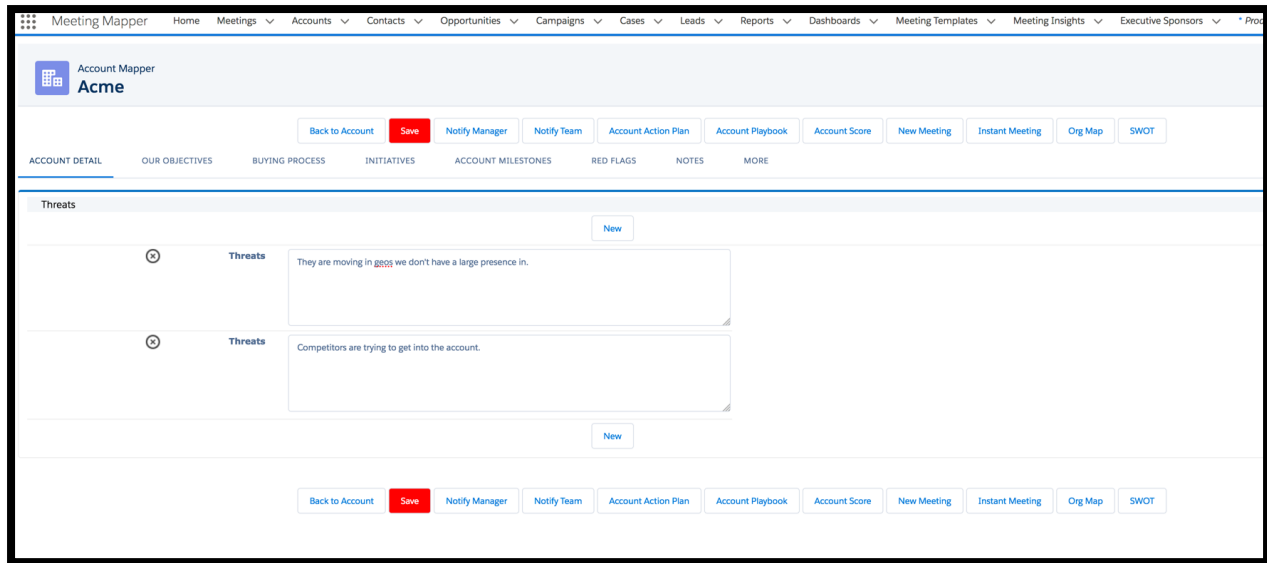 Meeting Mapper Home Meetings Accounts Contacts Opportunities Campaigns Cases Leads Reports Dashboards Meeting Templates Meeting Insights Executive Sponsors * Proc
Account Mapper
Acme
Back to Account Save Notify Manager Notify Team Account Action Plan Account Playbook Account Score New Meeting Instant Meeting Org Map SWOT
ACCOUNT DETAIL OUR OBJECTIVES BUYING PROCESS INITIATIVES ACCOUNT MILESTONES RED FLAGS NOTES MORE
Threats
New
Threats They are moving in geos we don't have a large presence in.
Threats Competitors are trying to get into the account.
New
Back to Account Save Notify Manager Notify Team Account Action Plan Account Playbook Account Score New Meeting Instant Meeting Org Map SWOT